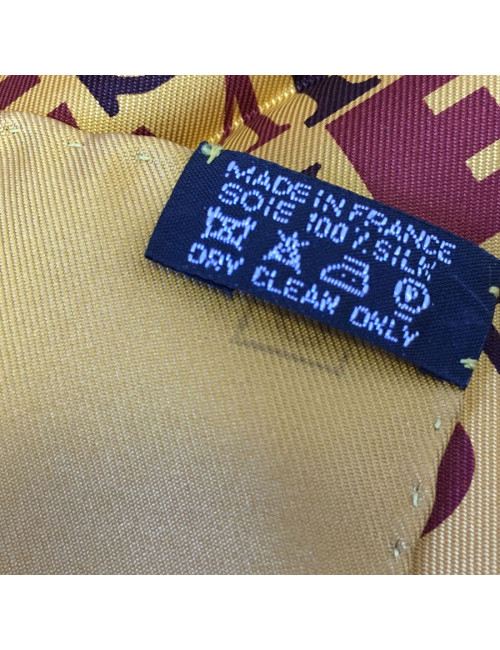 MADE IN FRANCE
SOIE 100 % SILK
DRY CLEAN ONLY